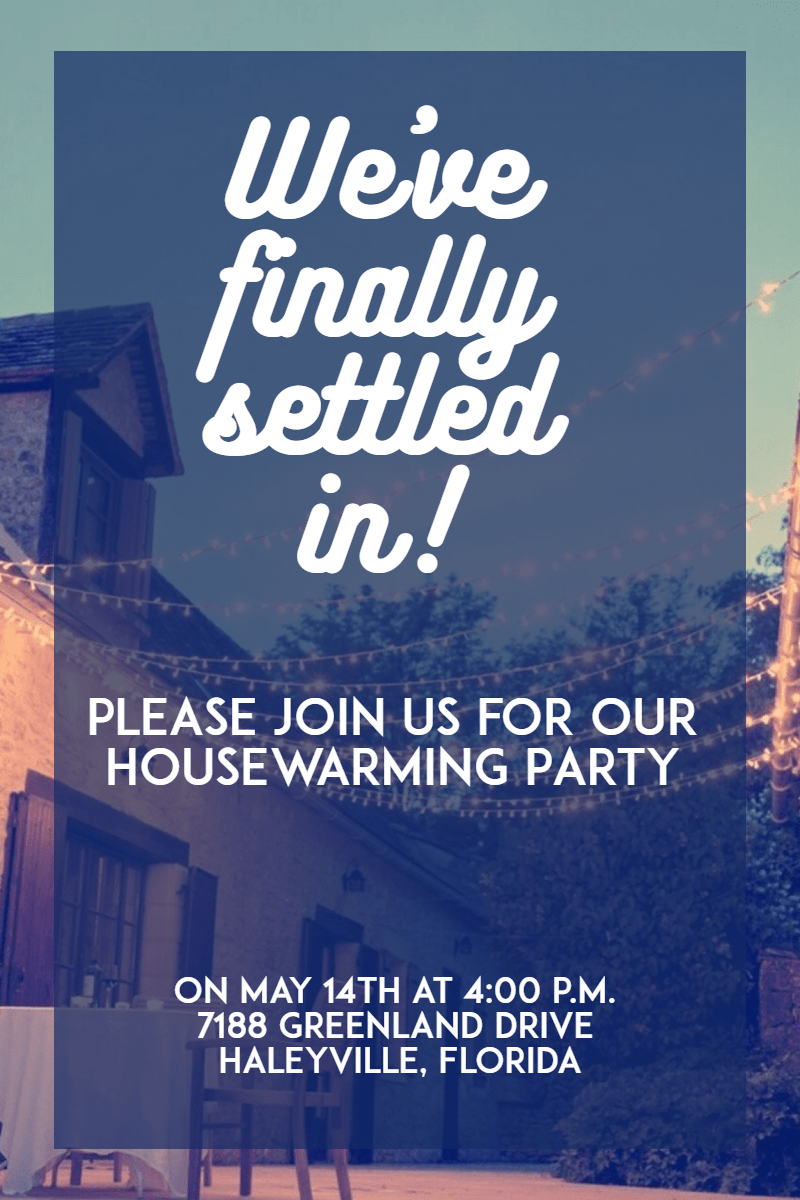 We've
finally
settled
in!
PLEASE JOIN US FOR OUR
HOUSEWARMING PARTY
ON MAY 14TH AT 4:00 P.M.
7188 GREENLAND DRIVE
HALEYVILLE, FLORIDA